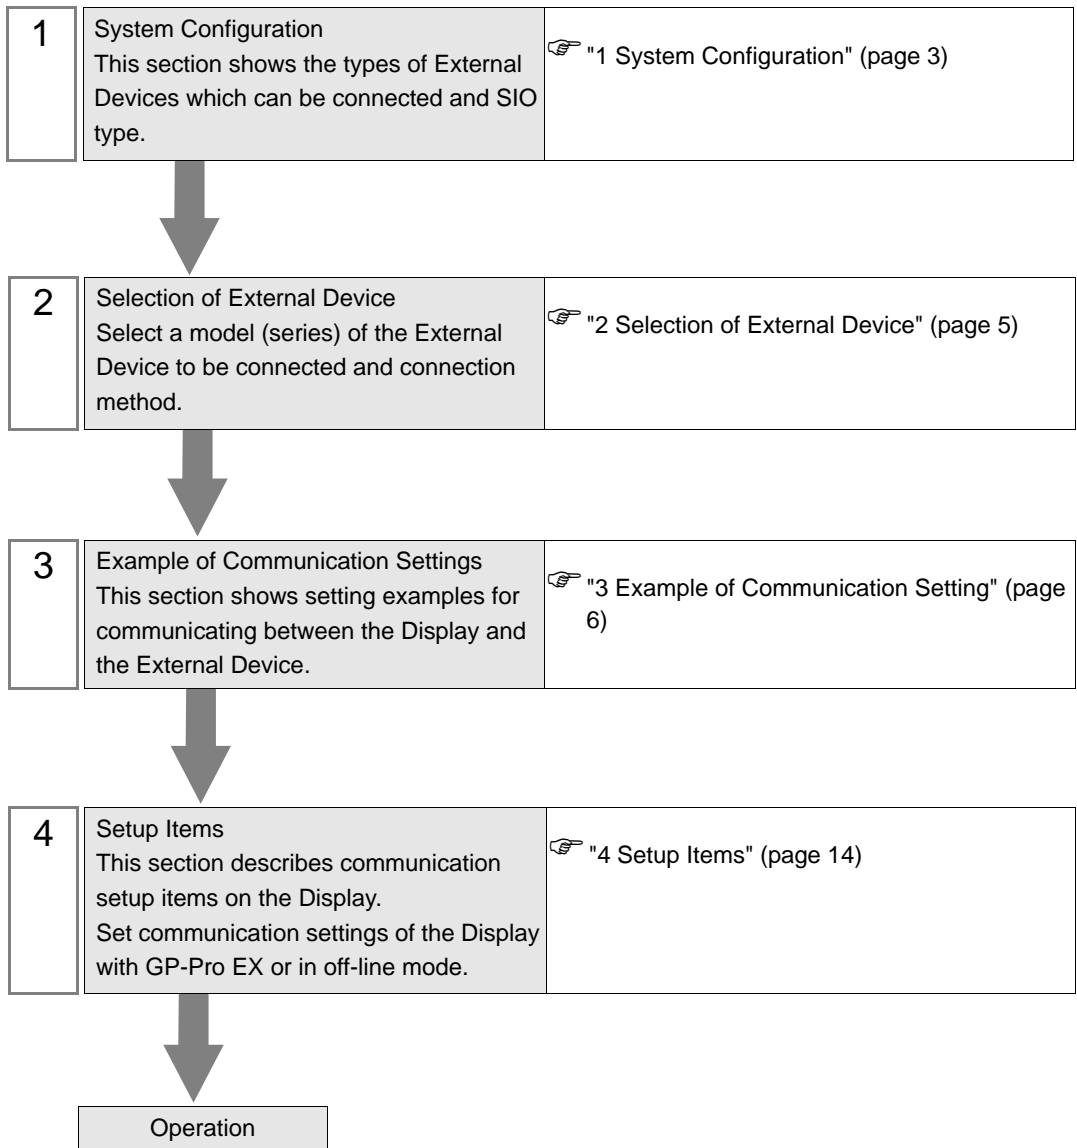 1
System Configuration
This section shows the types of External
Devices which can be connected and SIO
type.
"1 System Configuration" (page 3)
2
Selection of External Device
Select a model (series) of the External
Device to be connected and connection
method.
"2 Selection of External Device" (page 5)
3
Example of Communication Settings
This section shows setting examples for
communicating between the Display and
the External Device.
"3 Example of Communication Setting" (page
6)
4
Setup Items
This section describes communication
setup items on the Display.
Set communication settings of the Display
with GP-Pro EX or in off-line mode.
"4 Setup Items" (page 14)
Operation